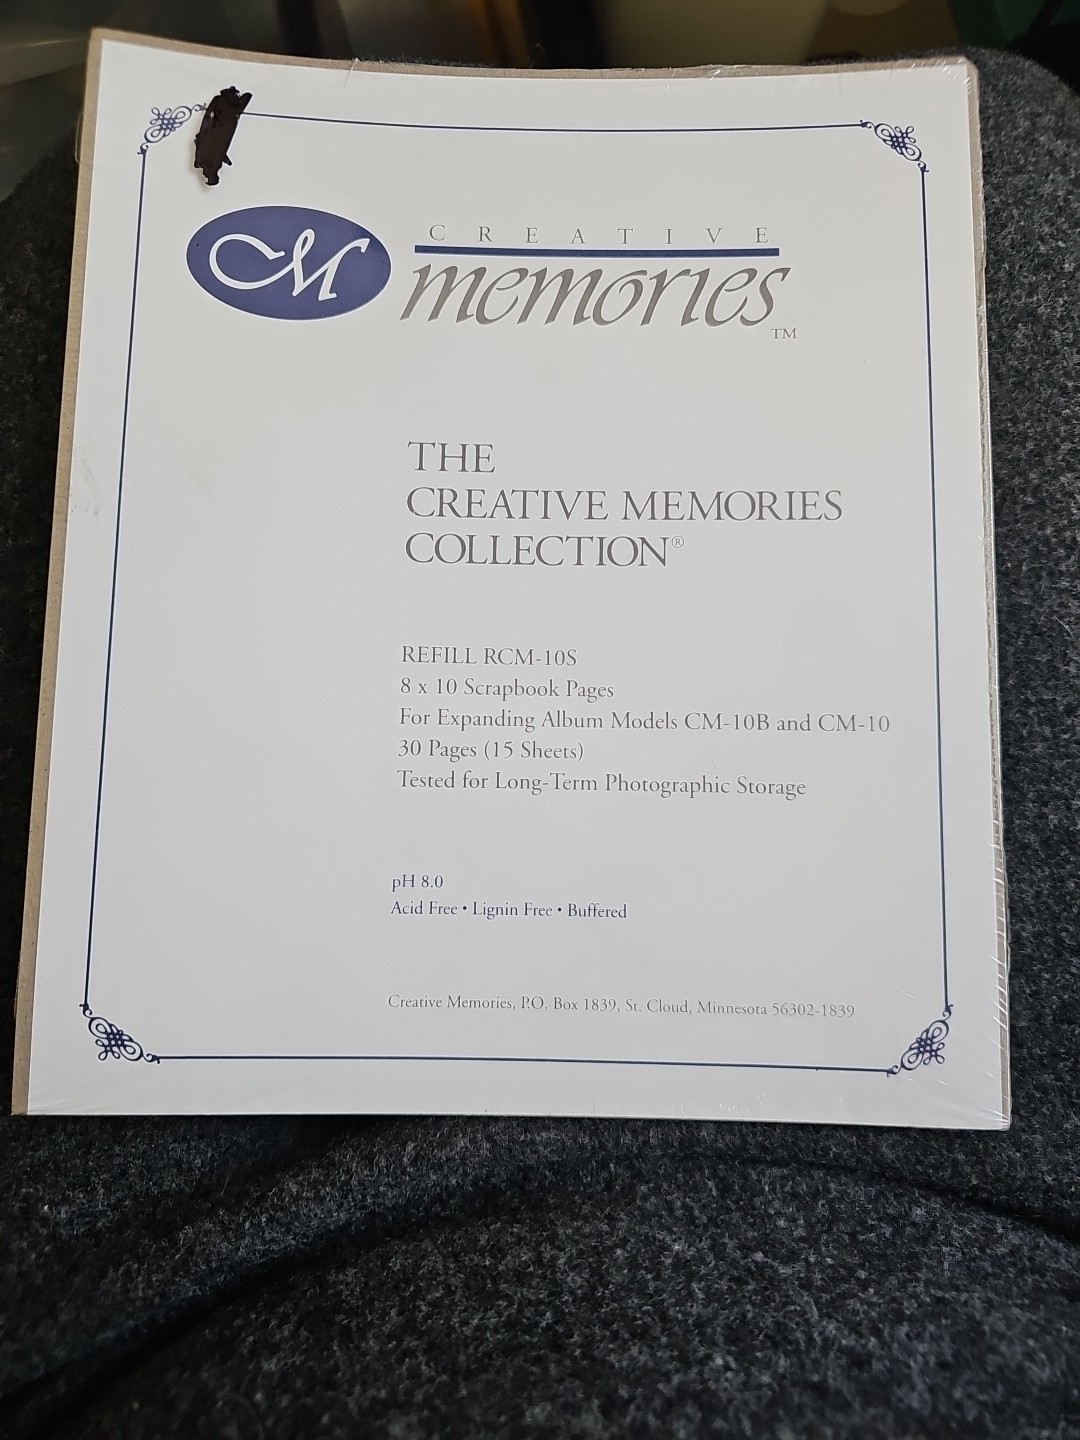 CM
CREATIVE
memories™
THE
CREATIVE MEMORIES
COLLECTION®
REFILL RCM-10S
8 x 10 Scrapbook Pages
For Expanding Album Models CM-10B and CM-10
30 Pages (15 Sheets)
Tested for Long-Term Photographic Storage
pH 8.0
Acid Free • Lignin Free • Buffered
Creative Memories, P.O. Box 1839, St. Cloud, Minnesota 56302-1839